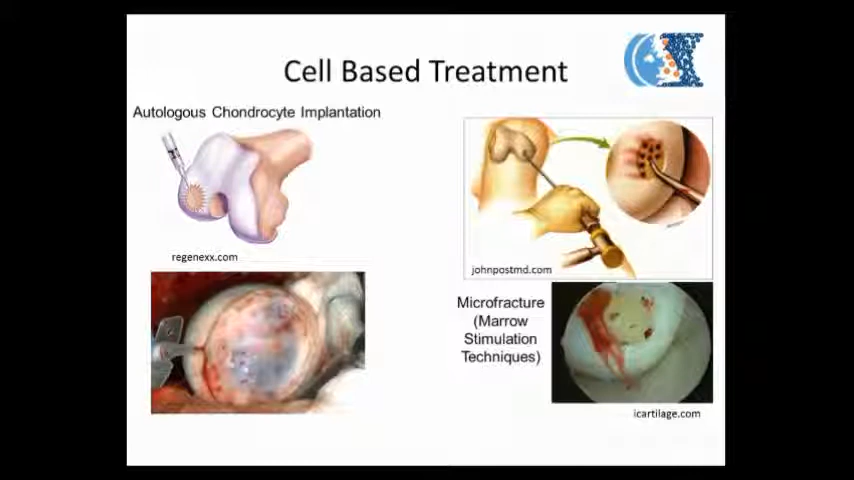 Cell Based Treatment
Autologous Chondrocyte Implantation
regenexx.com
johnpostmd.com
Microfracture
(Marrow
Stimulation
Techniques)
icartilage.com